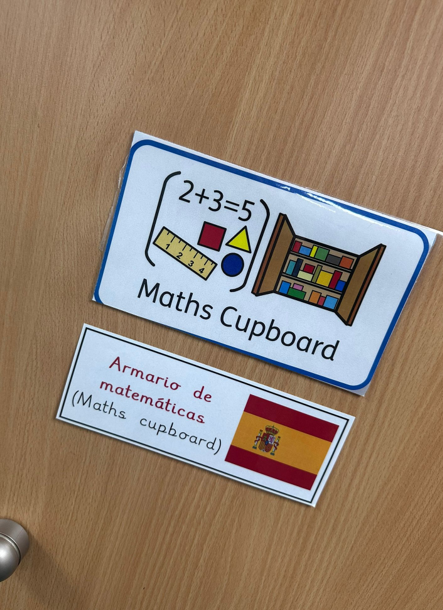 2+3=5
1 2 3 4
Maths Cupboard
Armario de
matemáticas
(Maths cupboard)